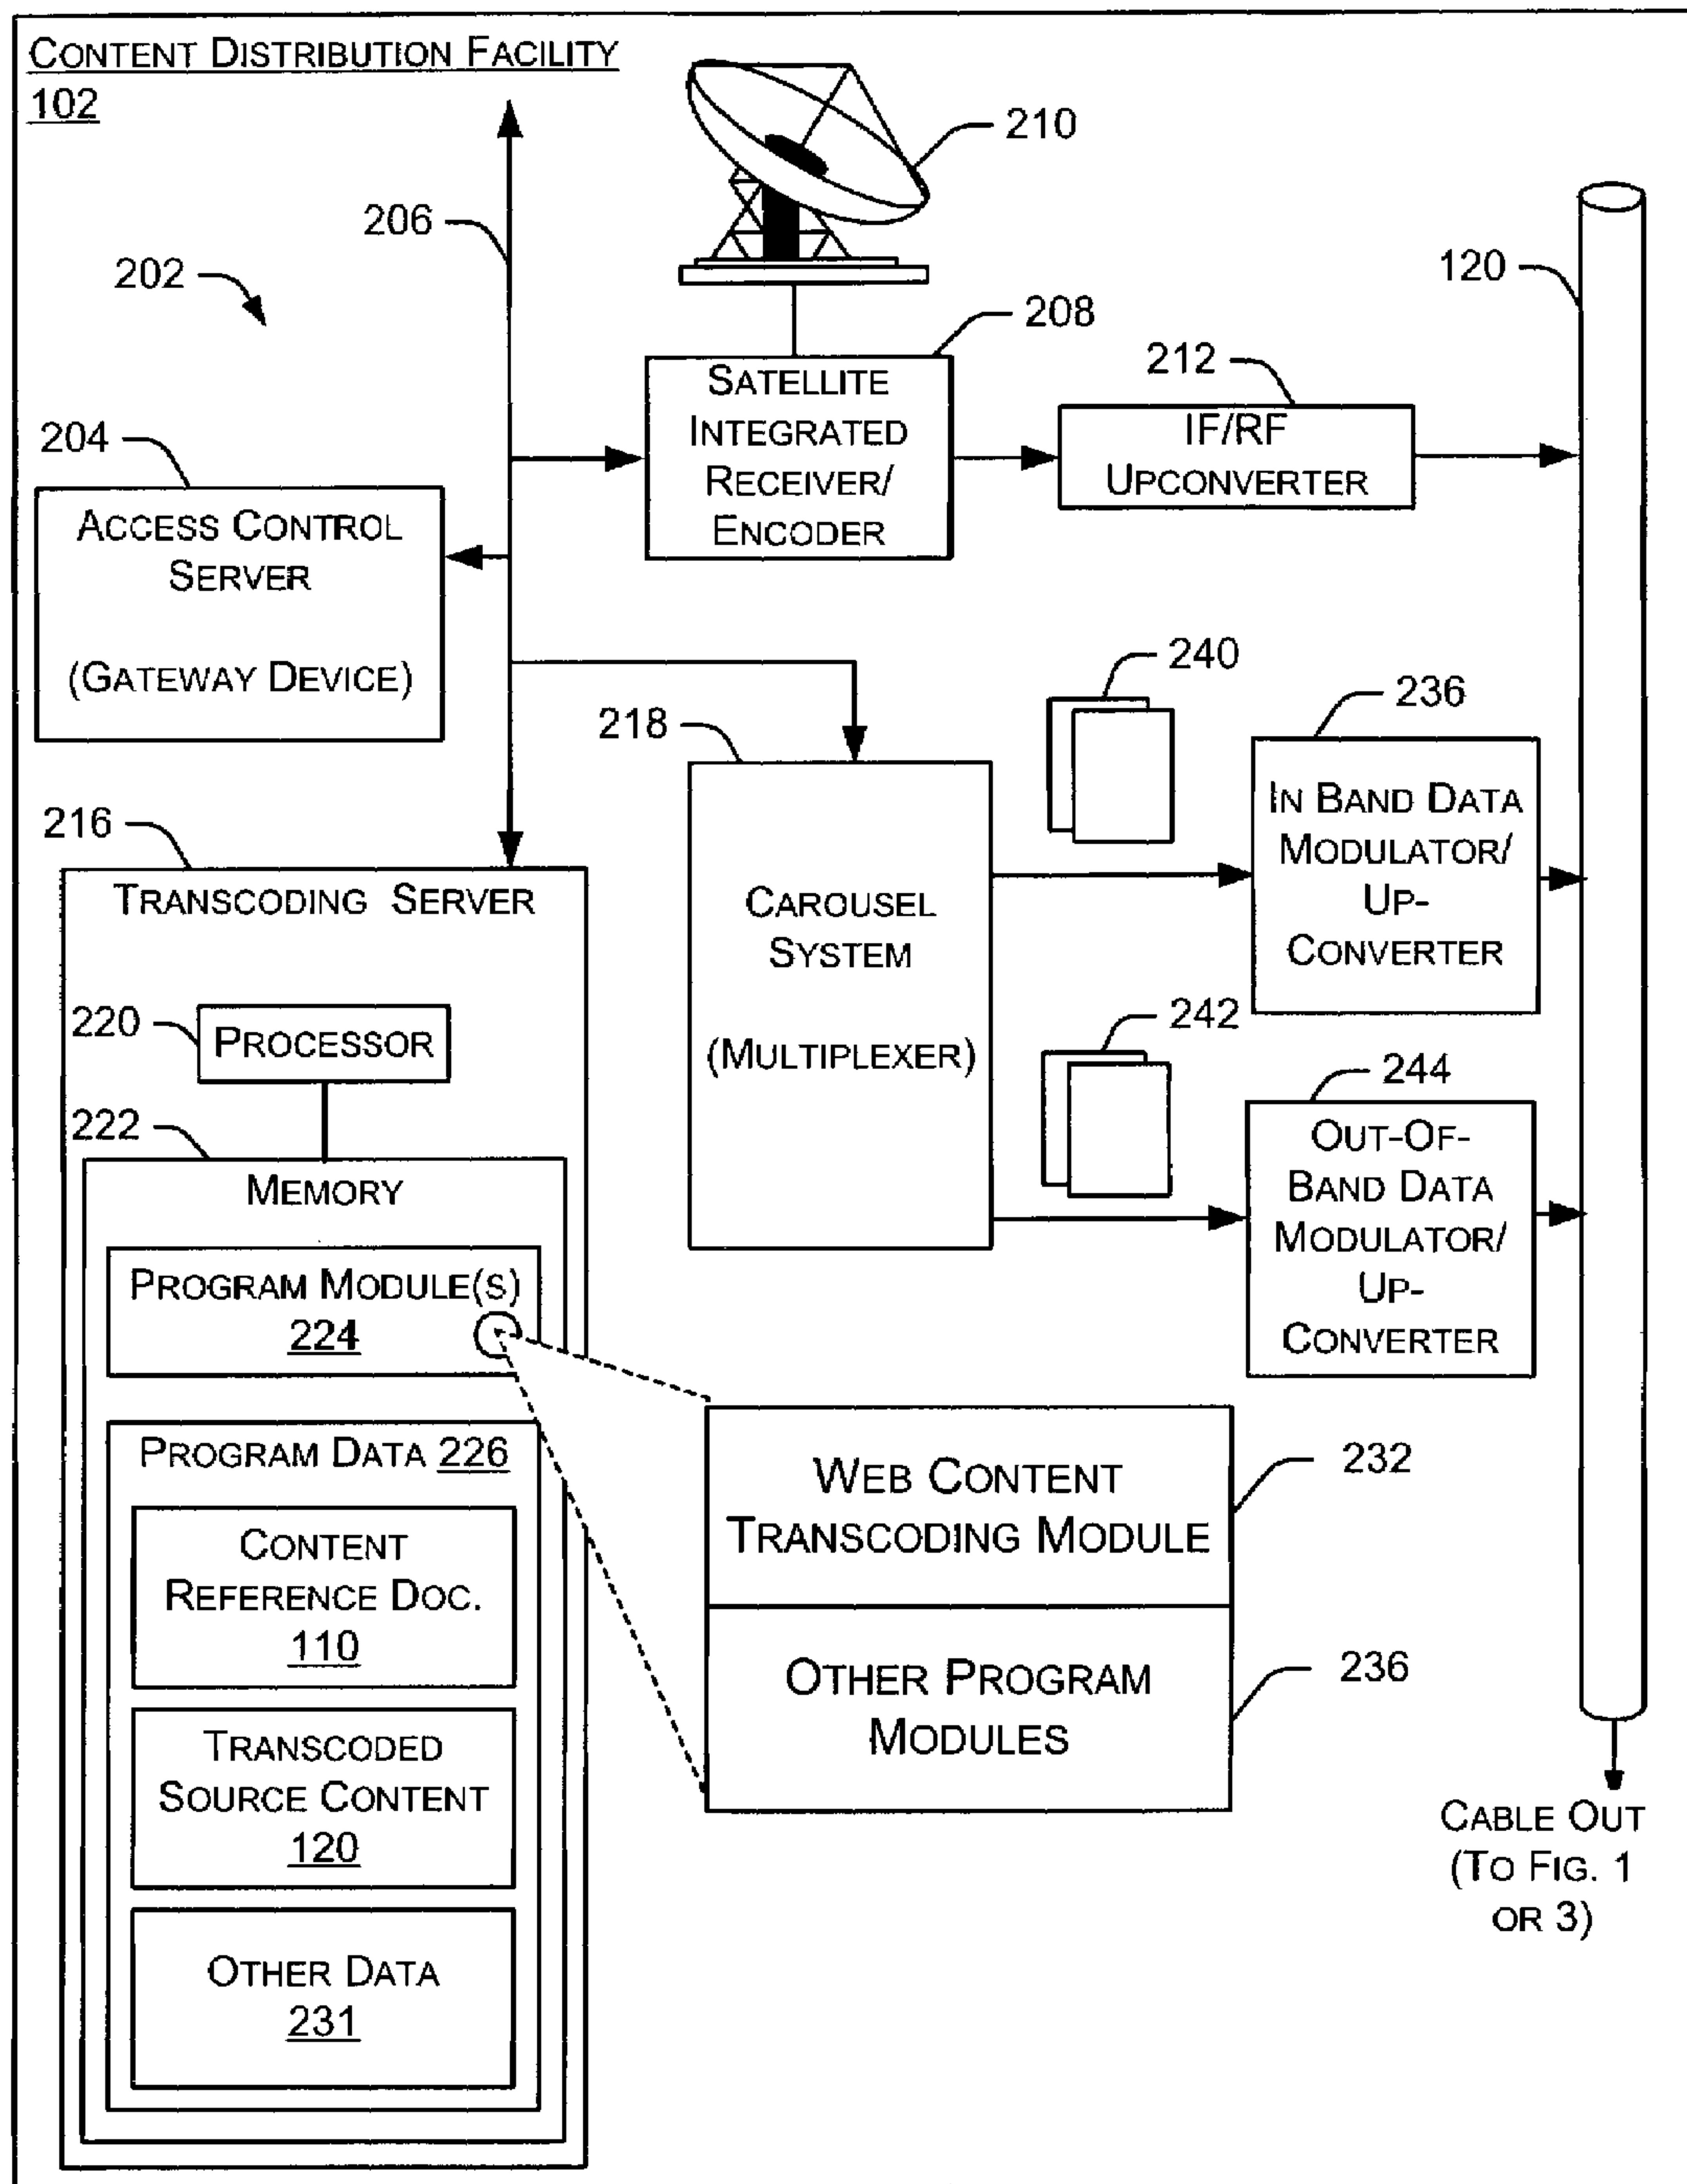 CONTENT DISTRIBUTION FACILITY
102
210
206
120
202
208
212
SATELLITE
INTEGRATED
RECEIVER/
ENCODER
IF/RF
UPCONVERTER
204
ACCESS CONTROL
SERVER
(GATEWAY DEVICE)
240
236
218
IN BAND DATA
MODULATOR/
UP-
CONVERTER
216
TRANSCODING SERVER
CAROUSEL
SYSTEM
(MULTIPLEXER)
220
PROCESSOR
242
244
222
MEMORY
OUT-OF-
BAND DATA
MODULATOR/
UP-
CONVERTER
PROGRAM MODULE(S)
224
PROGRAM DATA 226
WEB CONTENT
TRANSCODING MODULE
232
CONTENT
REFERENCE DOC.
110
OTHER PROGRAM
MODULES
236
TRANSCODED
SOURCE CONTENT
120
CABLE OUT
(TO FIG. 1
OR 3)
OTHER DATA
231